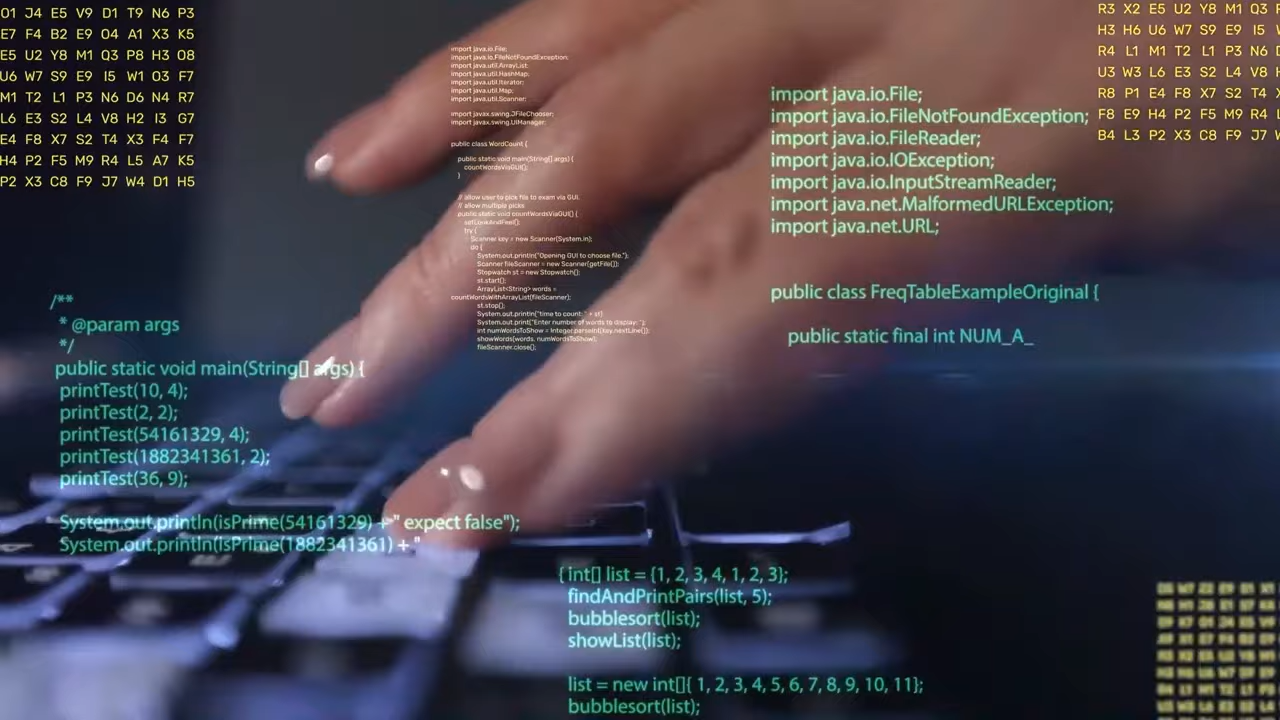 O1 J4 E5 V9 D1 T9 N6 P3
E7 F4 B2 E9 O4 A1 X3 K5
E5 U2 Y8 M1 Q3 P8 H3 O8
U6 W7 S9 E9 I5 W1 O3 F7
M1 T2 L1 P3 N6 D6 N4 R7
L6 E3 S2 L4 V8 H2 I3 G7
E4 F8 X7 S2 T4 X3 F4 F7
H4 P2 F5 M9 R4 L5 A7 K5
P2 X3 C8 F9 J7 W4 D1 H5
import java.io.File;
import java.io.FileNotFoundException;
import java.util.ArrayList;
import java.util.HashMap;
import java.util.Iterator;
import java.util.Map;
import java.util.Scanner;
import javax.swing.JFileChooser;
import javax.swing.UIManager;
public class WordCount {
public static void main(String[] args) {
countWordsViaGUI();
}
// allow user to pick file to exam via GUI.
// allow multiple picks
public static void countWordsViaGUI() {
setLookAndFeel();
try {
Scanner key = new Scanner(System.in);
do {
System.out.println("Opening GUI to choose file.");
Scanner fileScanner = new Scanner(getFile());
Stopwatch st = new Stopwatch();
st.start();
ArrayList<String> words =
countWordsWithArrayList(fileScanner);
st.stop();
System.out.println("time to count: " + st)
System.out.print("Enter number of words to display: ");
int numWordsToShow = Integer.parseInt(key.nextLine());
showWords(words, numWordsToShow);
fileScanner.close();
R3 X2 E5 U2 Y8 M1 Q3
H3 H6 U6 W7 S9 E9 I5
R4 L1 M1 T2 L1 P3 N6
U3 W3 L6 E3 S2 L4 V8
R8 P1 E4 F8 X7 S2 T4
F8 E9 H4 P2 F5 M9 R4
B4 L3 P2 X3 C8 F9 J7
import java.io.File;
import java.io.FileNotFoundException;
import java.io.FileReader;
import java.io.IOException;
import java.io.InputStreamReader;
import java.net.MalformedURLException;
import java.net.URL;
public class FreqTableExampleOriginal {
public static final int NUM_A_
/**
* @param args
*/
public static void main(String[] args) {
printTest(10, 4);
printTest(2, 2);
printTest(54161329, 4);
printTest(1882341361, 2);
printTest(36, 9);
System.out.println(isPrime(54161329) + " expect false");
System.out.println(isPrime(1882341361) + "
{ int[] list = {1, 2, 3, 4, 1, 2, 3};
findAndPrintPairs(list, 5);
bubblesort(list);
showList(list);
list = new int[]{ 1, 2, 3, 4, 5, 6, 7, 8, 9, 10, 11};
bubblesort(list);